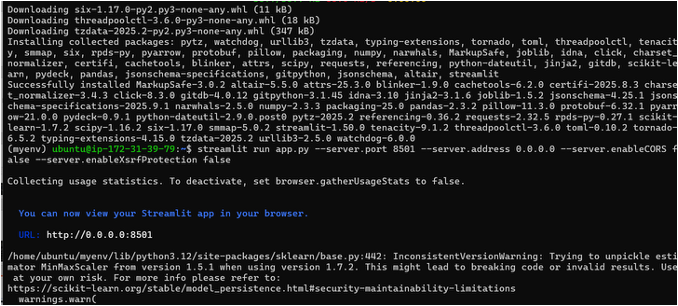 Downloading six-1.17.0-py2.py3-none-any.whl (11 kB)
Downloading threadpoolctl-3.6.0-py3-none-any.whl (18 kB)
Downloading tzdata-2025.2-py2.py3-none-any.whl (347 kB)
Installing collected packages: pytz, watchdog, urllib3, tzdata, typing-extensions, tornado, toml, threadpoolctl, tenacit
y, smmap, six, rpds-py, pyarrow, protobuf, pillow, packaging, numpy, narwhals, MarkupSafe, joblib, idna, click, charset_
normalizer, certifi, cachetools, blinker, attrs, scipy, requests, referencing, python-dateutil, jinja2, gitdb, scikit-le
arn, pydeck, pandas, jsonschema-specifications, gitpython, jsonschema, altair, streamlit
Successfully installed MarkupSafe-3.0.2 altair-5.5.0 attrs-25.3.0 blinker-1.9.0 cachetools-6.2.0 certifi-2025.8.3 charse
t_normalizer-3.4.3 click-8.3.0 gitdb-4.0.12 gitpython-3.1.45 idna-3.10 jinja2-3.1.6 joblib-1.5.2 jsonschema-4.25.1 jsons
chema-specifications-2025.9.1 narwhals-2.5.0 numpy-2.3.3 packaging-25.0 pandas-2.3.2 pillow-11.3.0 protobuf-6.32.1 pyarr
ow-21.0.0 pydeck-0.9.1 python-dateutil-2.9.0.post0 pytz-2025.2 referencing-0.36.2 requests-2.32.5 rpds-py-0.27.1 scikit-
learn-1.7.2 scipy-1.16.2 six-1.17.0 smmap-5.0.2 streamlit-1.50.0 tenacity-9.1.2 threadpoolctl-3.6.0 toml-0.10.2 tornado-
6.5.2 typing-extensions-4.15.0 tzdata-2025.2 urllib3-2.5.0 watchdog-6.0.0
(myenv) ubuntu@ip-172-31-39-79:~$ streamlit run app.py --server.port 8501 --server.address 0.0.0.0 --server.enableCORS f
alse --server.enableXsrfProtection false
Collecting usage statistics. To deactivate, set browser.gatherUsageStats to false.
You can now view your Streamlit app in your browser.
URL: http://0.0.0.0:8501
/home/ubuntu/myenv/lib/python3.12/site-packages/sklearn/base.py:442: InconsistentVersionWarning: Trying to unpickle esti
mator MinMaxScaler from version 1.5.1 when using version 1.7.2. This might lead to breaking code or invalid results. Use
at your own risk. For more info please refer to:
https://scikit-learn.org/stable/model_persistence.html#security-maintainability-limitations
warnings.warn(